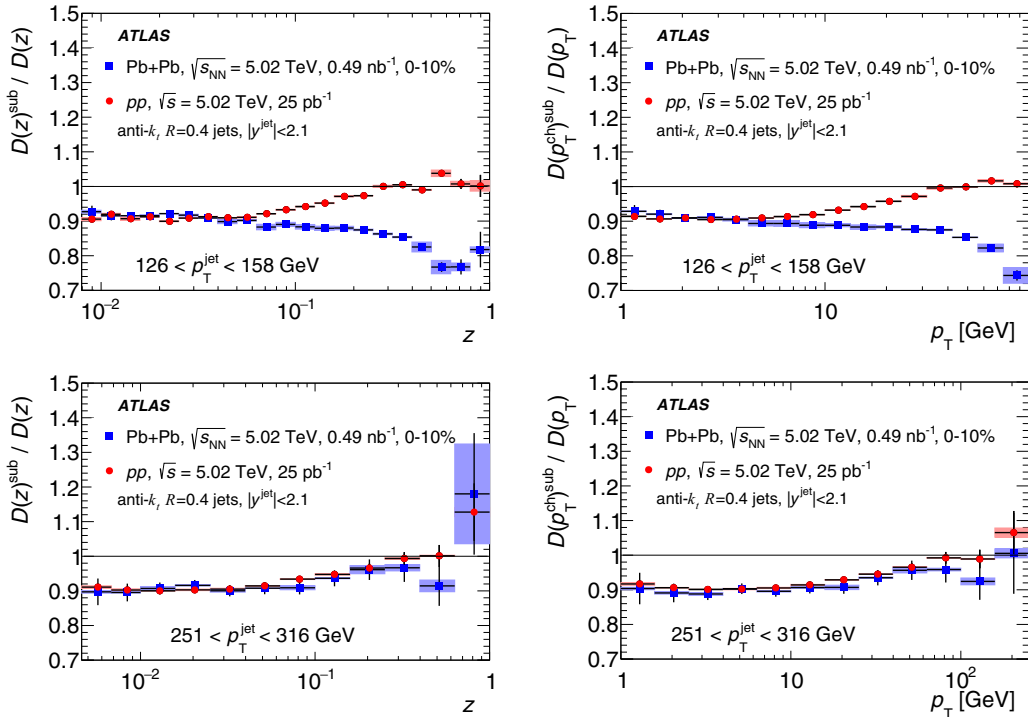 D(z)^sub / D(z)
1.5
1.4
1.3
1.2
1.1
1
0.9
0.8
0.7
ATLAS
Pb+Pb, √s_NN = 5.02 TeV, 0.49 nb⁻¹, 0-10%
pp, √s = 5.02 TeV, 25 pb⁻¹
anti-k_t R=0.4 jets, |y^jet|<2.1
126 < p_T^jet < 158 GeV
10⁻² 10⁻¹ 1
z
D(p_T^ch)^sub / D(p_T)
1.5
1.4
1.3
1.2
1.1
1
0.9
0.8
0.7
ATLAS
Pb+Pb, √s_NN = 5.02 TeV, 0.49 nb⁻¹, 0-10%
pp, √s = 5.02 TeV, 25 pb⁻¹
anti-k_t R=0.4 jets, |y^jet|<2.1
126 < p_T^jet < 158 GeV
1 10
p_T [GeV]
D(z)^sub / D(z)
1.5
1.4
1.3
1.2
1.1
1
0.9
0.8
0.7
ATLAS
Pb+Pb, √s_NN = 5.02 TeV, 0.49 nb⁻¹, 0-10%
pp, √s = 5.02 TeV, 25 pb⁻¹
anti-k_t R=0.4 jets, |y^jet|<2.1
251 < p_T^jet < 316 GeV
10⁻² 10⁻¹ 1
z
D(p_T^ch)^sub / D(p_T)
1.5
1.4
1.3
1.2
1.1
1
0.9
0.8
0.7
ATLAS
Pb+Pb, √s_NN = 5.02 TeV, 0.49 nb⁻¹, 0-10%
pp, √s = 5.02 TeV, 25 pb⁻¹
anti-k_t R=0.4 jets, |y^jet|<2.1
251 < p_T^jet < 316 GeV
1 10 10²
p_T [GeV]